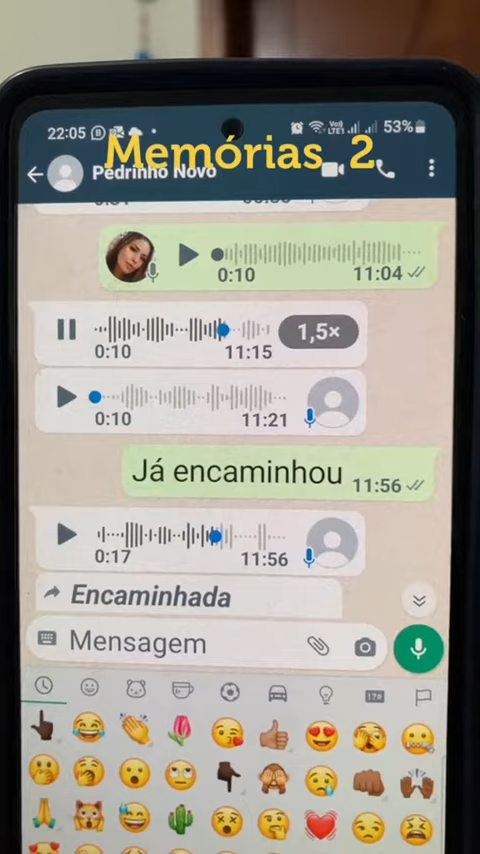 22:05
53%
Memórias 2
Pedrinho Novo
0:10 11:04
1,5×
0:10 11:15
0:10 11:21
Já encaminhou 11:56
0:17 11:56
Encaminhada
Mensagem